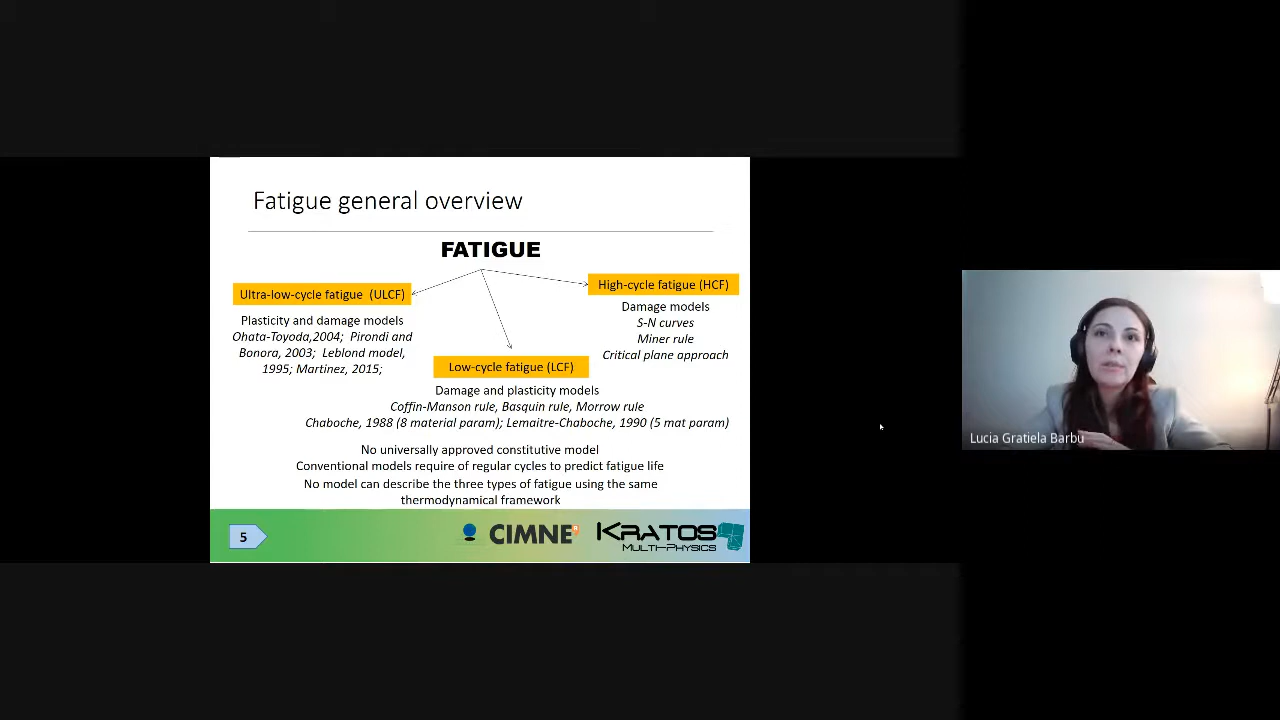 Fatigue general overview
FATIGUE
Ultra-low-cycle fatigue (ULCF)
Plasticity and damage models
Ohata-Toyoda,2004; Pirondi and
Bonora, 2003; Leblond model,
1995; Martinez, 2015;
High-cycle fatigue (HCF)
Damage models
S-N curves
Miner rule
Critical plane approach
Low-cycle fatigue (LCF)
Damage and plasticity models
Coffin-Manson rule, Basquin rule, Morrow rule
Chaboche, 1988 (8 material param); Lemaitre-Chaboche, 1990 (5 mat param)
No universally approved constitutive model
Conventional models require of regular cycles to predict fatigue life
No model can describe the three types of fatigue using the same
thermodynamical framework
5
CIMNE
KRATOS
MULTI-PHYSICS
Lucia Gratiela Barbu